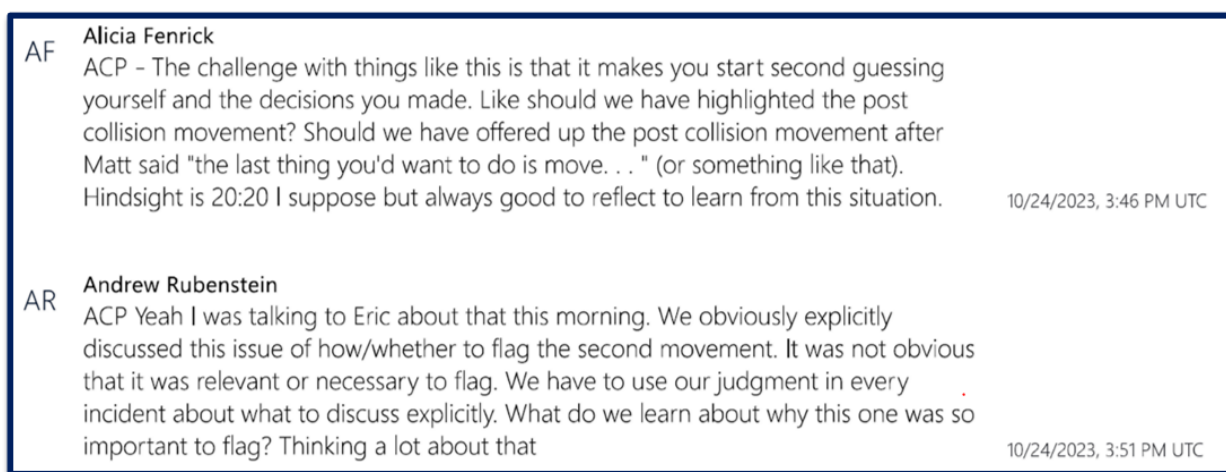 AF
Alicia Fenrick
ACP - The challenge with things like this is that it makes you start second guessing
yourself and the decisions you made. Like should we have highlighted the post
collision movement? Should we have offered up the post collision movement after
Matt said "the last thing you'd want to do is move. . . " (or something like that).
Hindsight is 20:20 I suppose but always good to reflect to learn from this situation.
10/24/2023, 3:46 PM UTC
AR
Andrew Rubenstein
ACP Yeah I was talking to Eric about that this morning. We obviously explicitly
discussed this issue of how/whether to flag the second movement. It was not obvious
that it was relevant or necessary to flag. We have to use our judgment in every
incident about what to discuss explicitly. What do we learn about why this one was so
important to flag? Thinking a lot about that
10/24/2023, 3:51 PM UTC